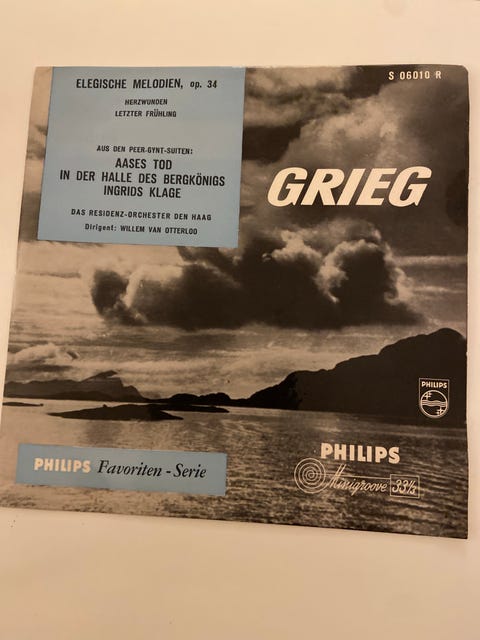 ELEGISCHE MELODIEN, op. 34
HERZWUNDEN
LETZTER FRÜHLING
AUS DEN PEER-GYNT-SUITEN:
AASES TOD
IN DER HALLE DES BERGKÖNIGS
INGRIDS KLAGE
DAS RESIDENZ-ORCHESTER DEN HAAG
Dirigent: WILLEM VAN OTTERLOO
S 06010 R
GRIEG
PHILIPS
PHILIPS Favoriten - Serie
PHILIPS
Minigroove 33⅓